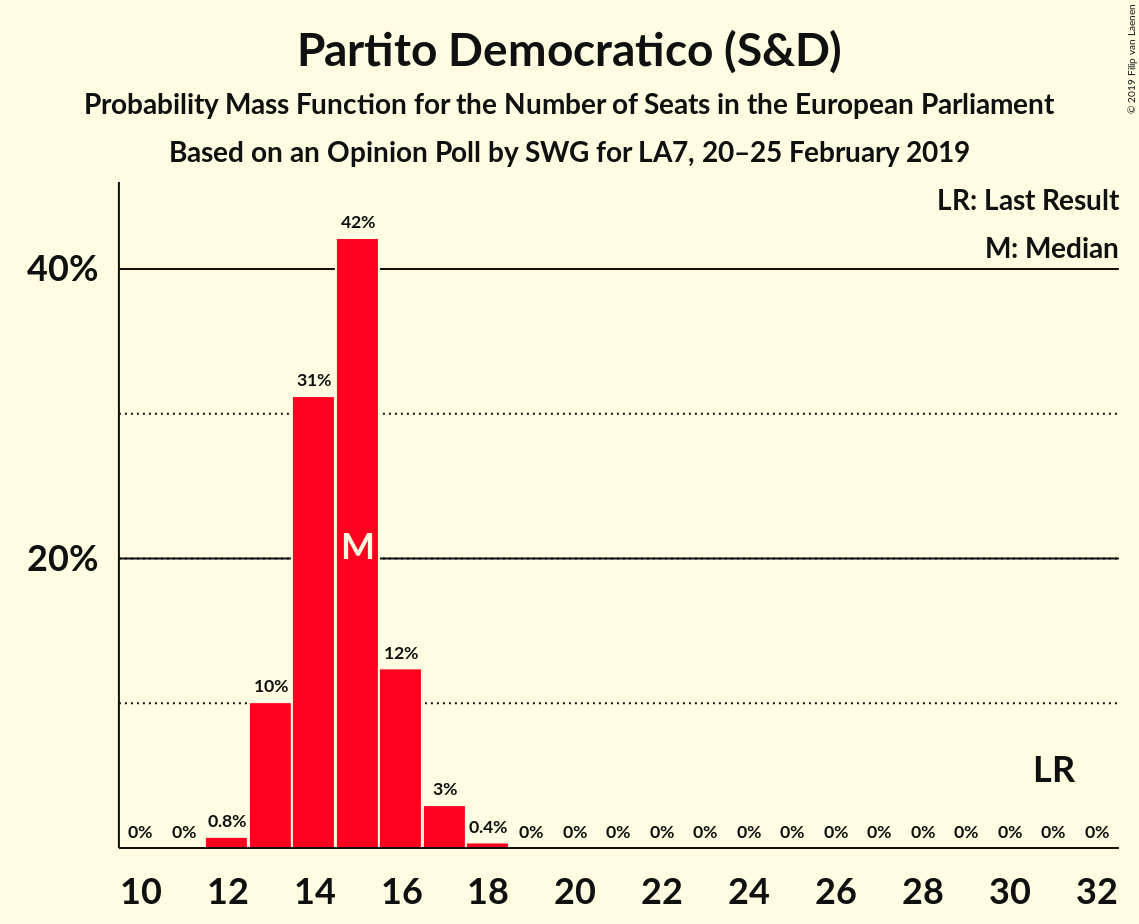 Partito Democratico (S&D)
Probability Mass Function for the Number of Seats in the European Parliament
Based on an Opinion Poll by SWG for LA7, 20–25 February 2019
© 2019 Filip van Laenen
LR: Last Result
M: Median
40%
20%
0% 0% 0.8% 10% 31% 42% 12% 3% 0.4% 0% 0% 0% 0% 0% 0% 0% 0% 0% 0% 0% 0% 0% 0%
M
LR
10 12 14 16 18 20 22 24 26 28 30 32